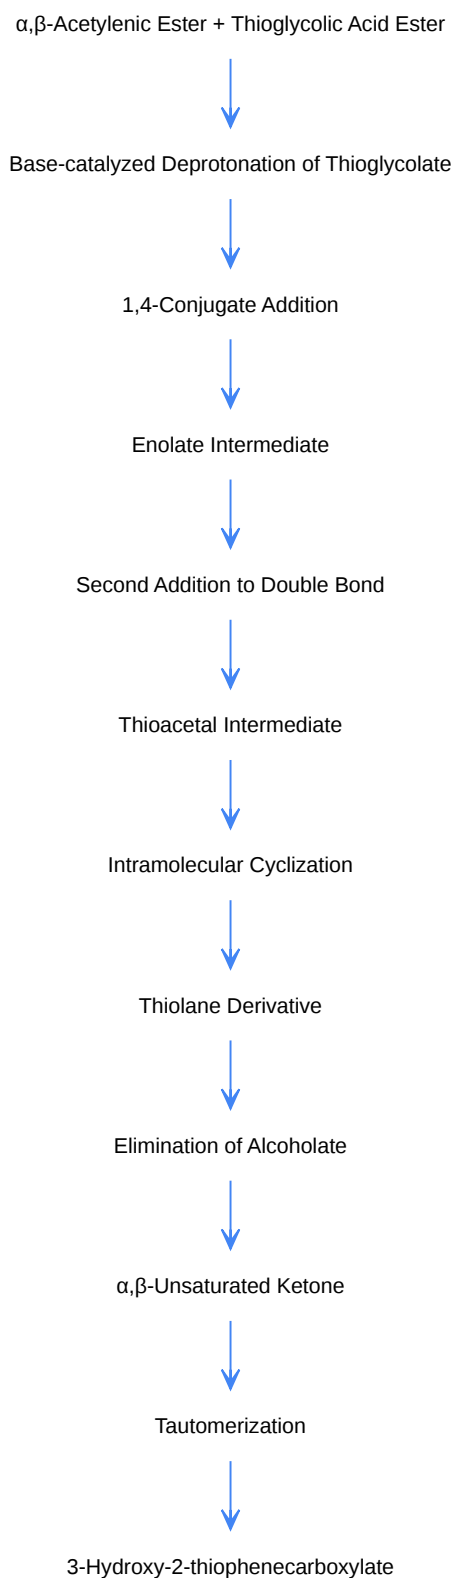 α,β-Acetylenic Ester + Thioglycolic Acid Ester
Base-catalyzed Deprotonation of Thioglycolate
1,4-Conjugate Addition
Enolate Intermediate
Second Addition to Double Bond
Thioacetal Intermediate
Intramolecular Cyclization
Thiolane Derivative
Elimination of Alcoholate
α,β-Unsaturated Ketone
Tautomerization
3-Hydroxy-2-thiophenecarboxylate